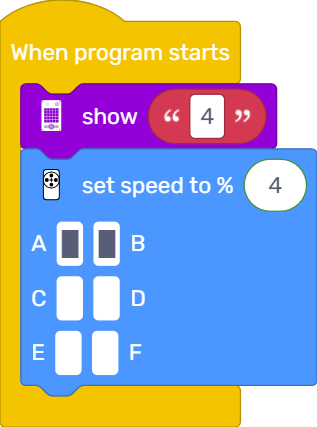 When program starts
show “ 4 ”
set speed to % 4
A B
C D
E F